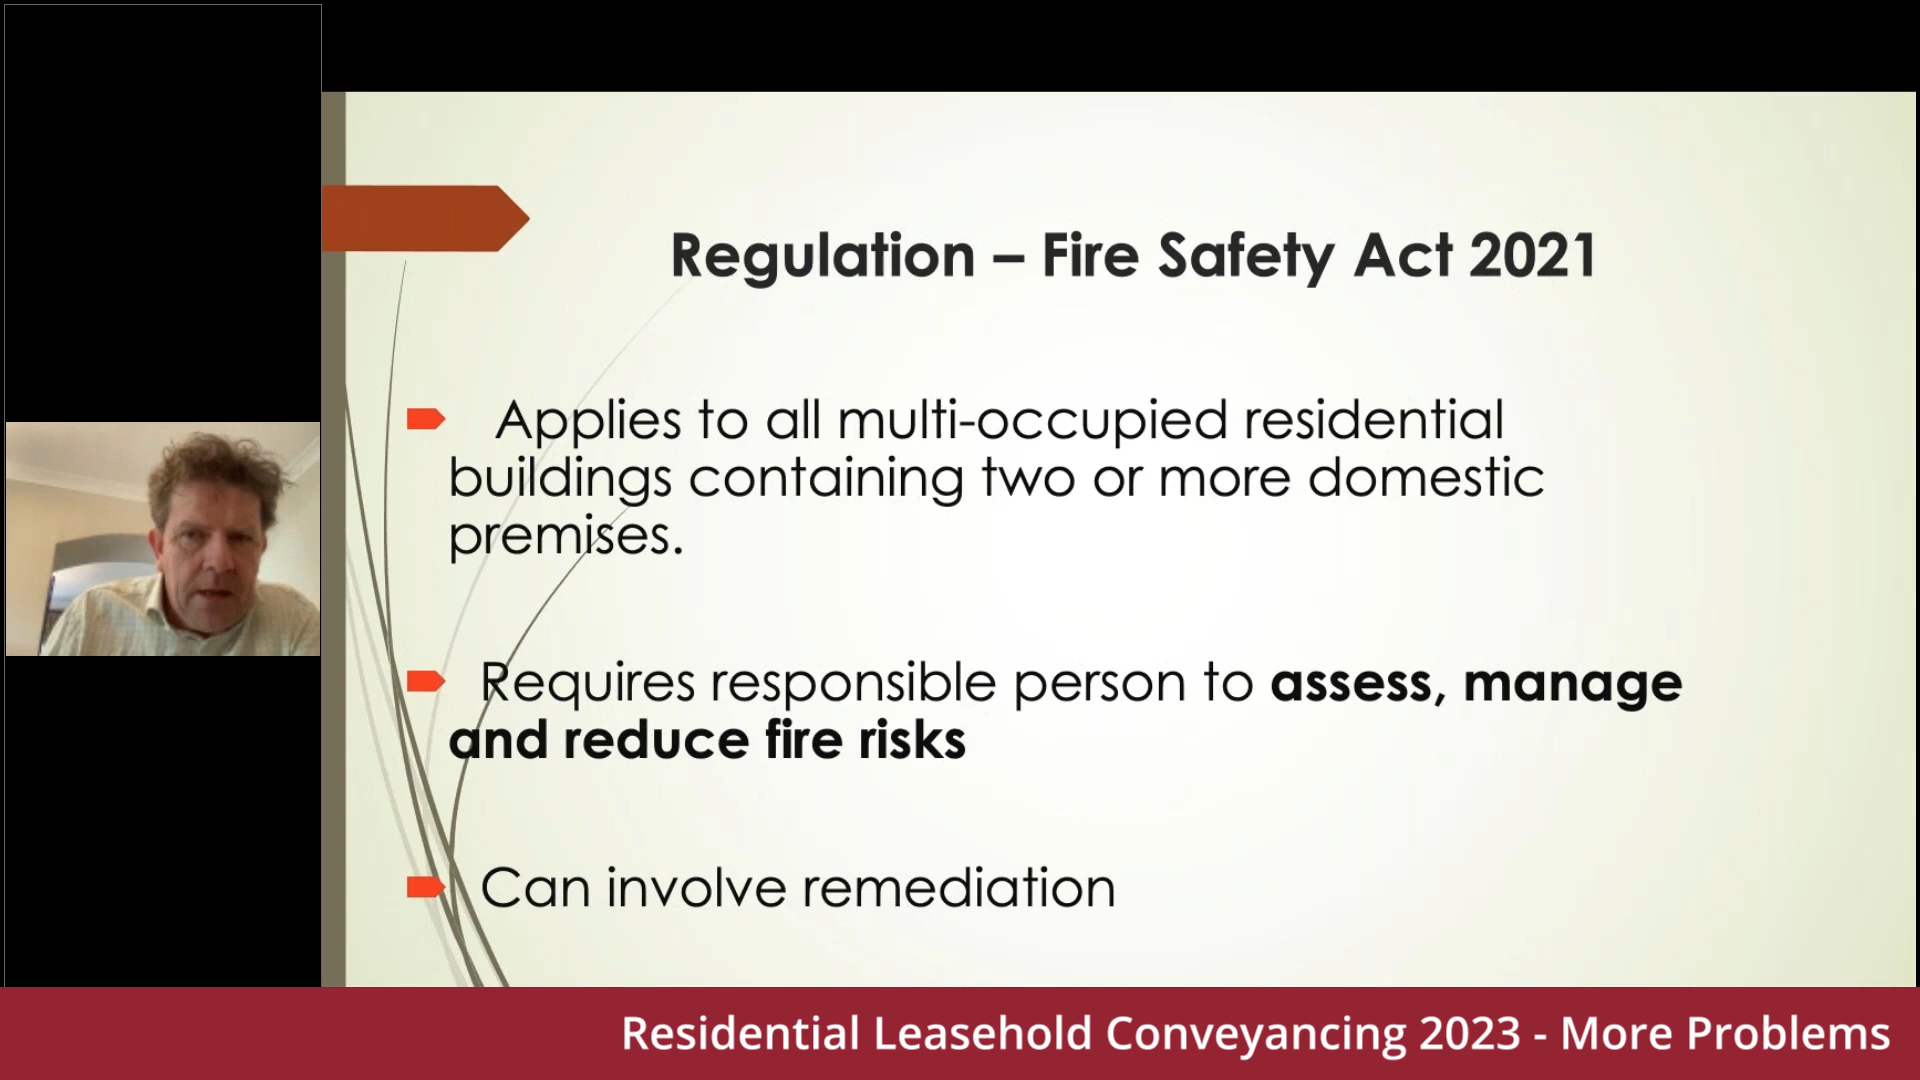 Regulation – Fire Safety Act 2021
Applies to all multi-occupied residential
buildings containing two or more domestic
premises.
Requires responsible person to assess, manage
and reduce fire risks
Can involve remediation
Residential Leasehold Conveyancing 2023 - More Problems